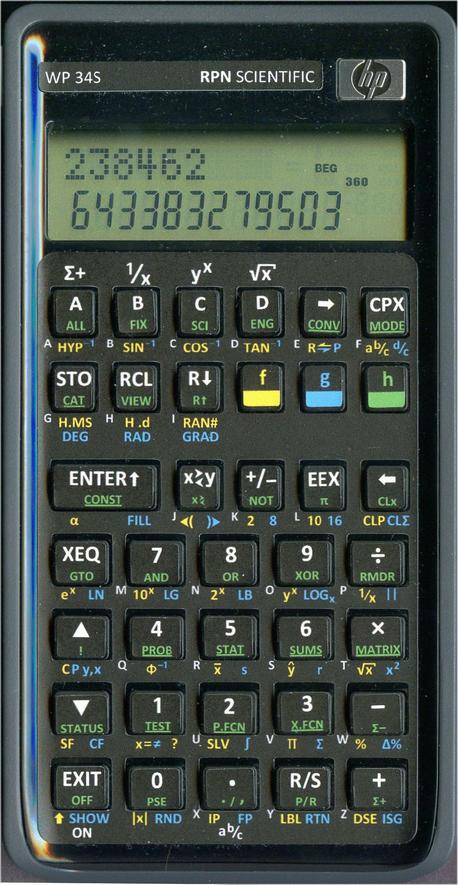 WP 34S RPN SCIENTIFIC hp
238462
BEG 360
643383279503
Σ+ 1/x yˣ √x
A B C D → CPX
ALL FIX SCI ENG CONV MODE
A HYP⁻¹ B SIN⁻¹ C COS⁻¹ D TAN⁻¹ E R⇋P F ab/c d/c
STO RCL R↓ f g h
CAT VIEW R↑
G H.MS H H.d I RAN#
DEG RAD GRAD
ENTER↑ x≷y +/− EEX ←
CONST x≷ NOT π CLx
α FILL J ◀( )▶ K 2 8 L 10 16 CLP CLΣ
XEQ 7 8 9 ÷
GTO AND OR XOR RMDR
eˣ LN M 10ˣ LG N 2ˣ LB O yˣ LOGₓ P 1/x ||
▲ 4 5 6 ×
! PROB STAT SUMS MATRIX
CP y,x Q Φ⁻¹ R x̄ s S ŷ r T √x x²
▼ 1 2 3 −
STATUS TEST P.FCN X.FCN Σ−
SF CF x=≠ ? U SLV ∫ V Π Σ W % Δ%
EXIT 0 . R/S +
OFF PSE ./, P/R Σ+
↑ SHOW |x| RND X IP FP Y LBL RTN Z DSE ISG
ON ab/c